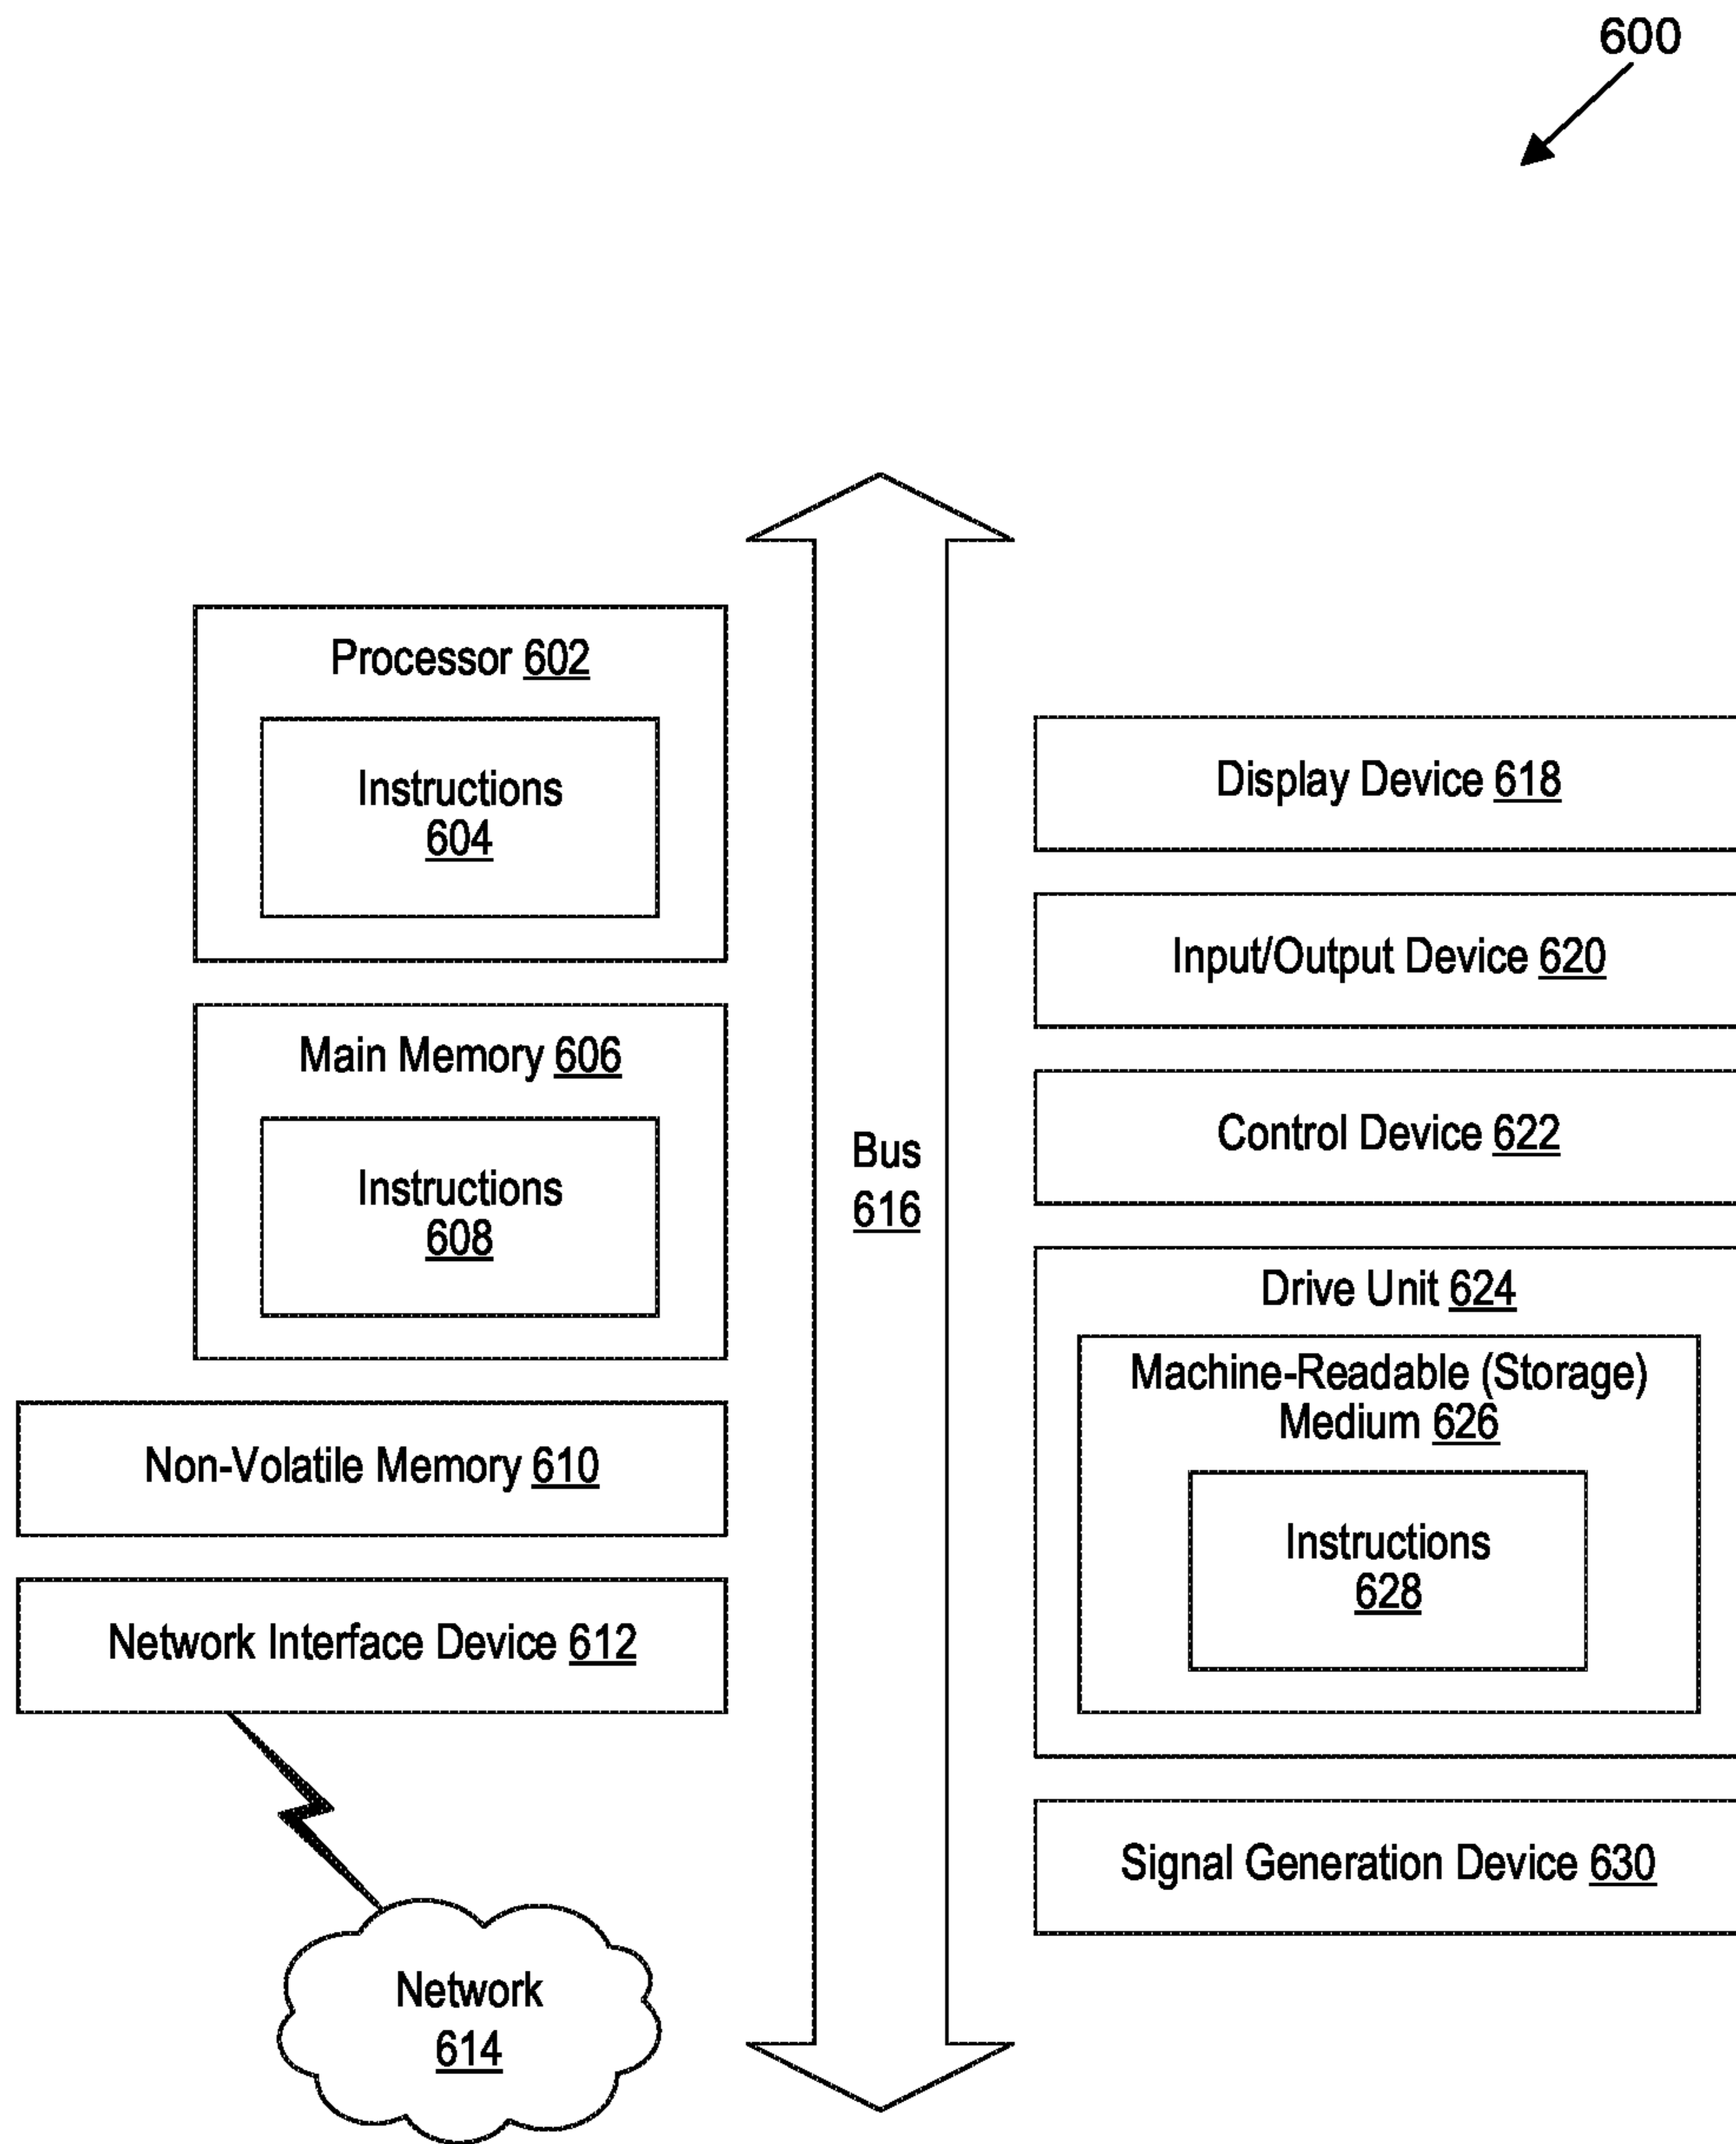 600
Processor 602
Instructions
604
Main Memory 606
Instructions
608
Non-Volatile Memory 610
Network Interface Device 612
Network
614
Bus
616
Display Device 618
Input/Output Device 620
Control Device 622
Drive Unit 624
Machine-Readable (Storage)
Medium 626
Instructions
628
Signal Generation Device 630